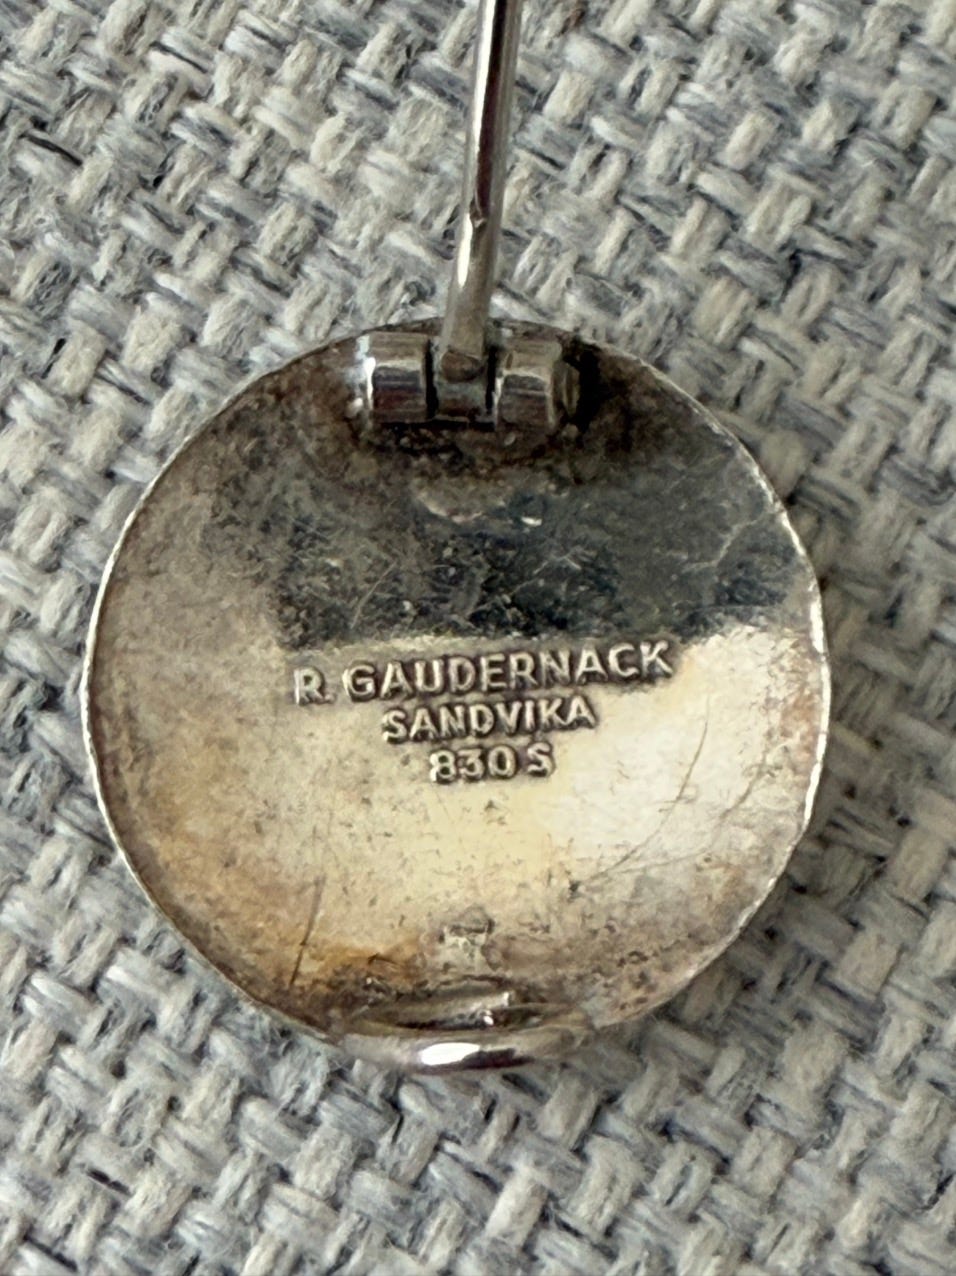 R. GAUDERNACK
SANDVIKA
830 S